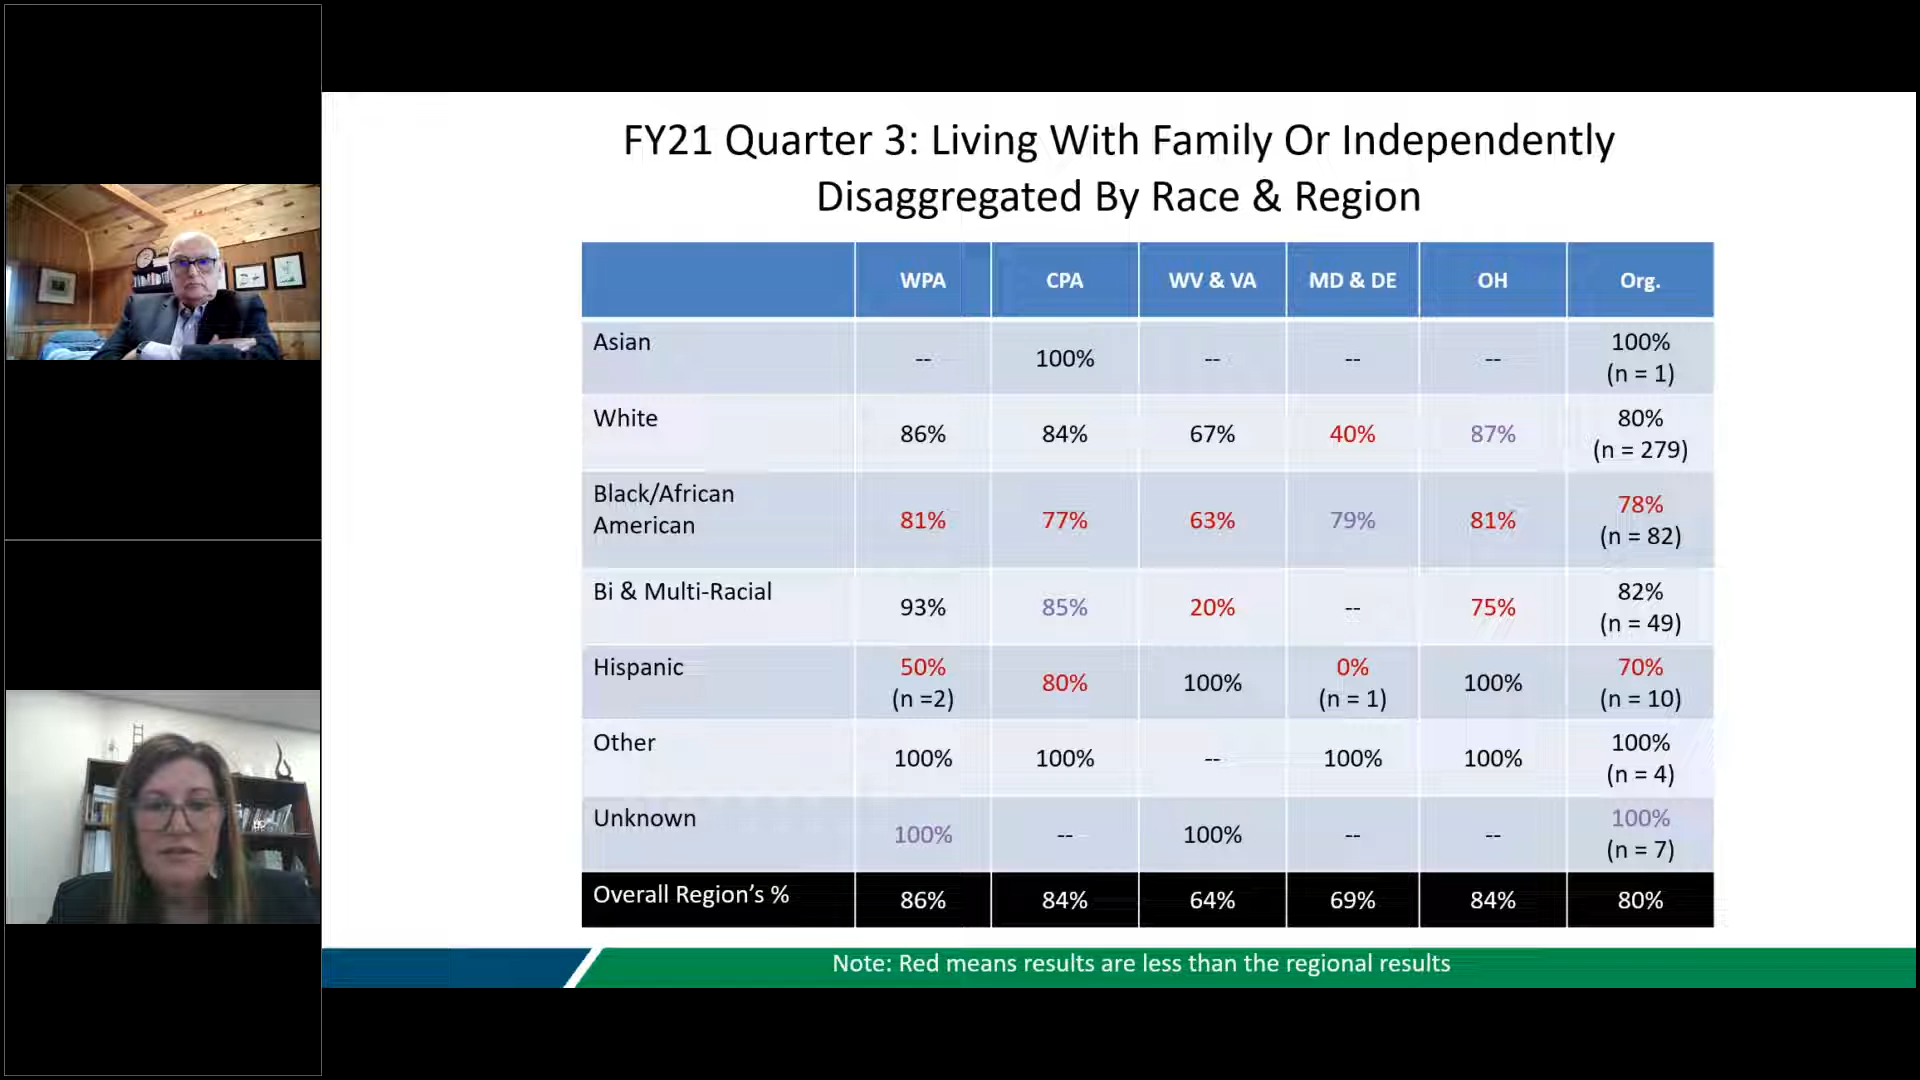 FY21 Quarter 3: Living With Family Or Independently
Disaggregated By Race & Region
WPA CPA WV & VA MD & DE OH Org.
Asian -- 100% -- -- -- 100%
(n = 1)
White 86% 84% 67% 40% 87% 80%
(n = 279)
Black/African
American 81% 77% 63% 79% 81% 78%
(n = 82)
Bi & Multi-Racial 93% 85% 20% -- 75% 82%
(n = 49)
Hispanic 50% 80% 100% 0% 100% 70%
(n =2) (n = 1) (n = 10)
Other 100% 100% -- 100% 100% 100%
(n = 4)
Unknown 100% -- 100% -- -- 100%
(n = 7)
Overall Region’s % 86% 84% 64% 69% 84% 80%
Note: Red means results are less than the regional results